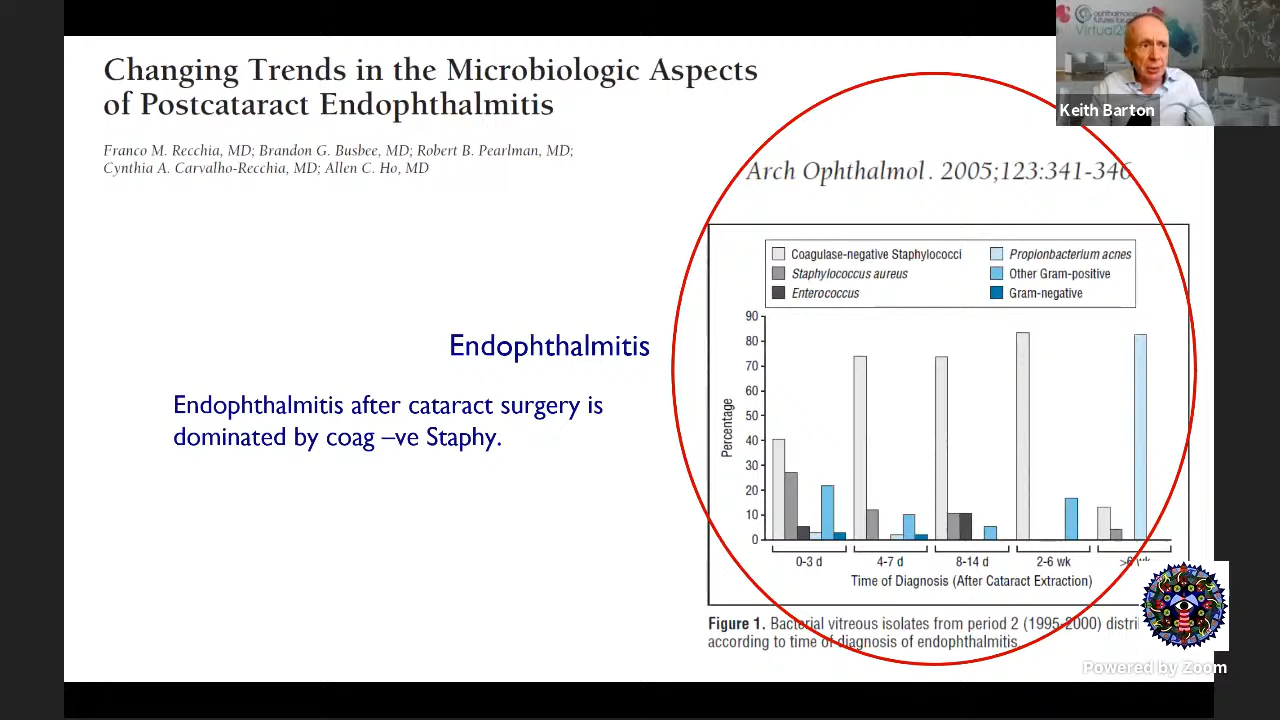 Changing Trends in the Microbiologic Aspects
of Postcataract Endophthalmitis
Franco M. Recchia, MD; Brandon G. Busbee, MD; Robert B. Pearlman, MD;
Cynthia A. Carvalho-Recchia, MD; Allen C. Ho, MD
Keith Barton
Arch Ophthalmol. 2005;123:341-346
Endophthalmitis
Endophthalmitis after cataract surgery is
dominated by coag –ve Staphy.
Coagulase-negative Staphylococci
Staphylococcus aureus
Enterococcus
Propionbacterium acnes
Other Gram-positive
Gram-negative
Percentage
90
80
70
60
50
40
30
20
10
0
0-3 d
4-7 d
8-14 d
2-6 wk
Time of Diagnosis (After Cataract Extraction)
Figure 1. Bacterial vitreous isolates from period 2 (1995-2000)
according to time of diagnosis of endophthalmitis.
Powered by Zoom